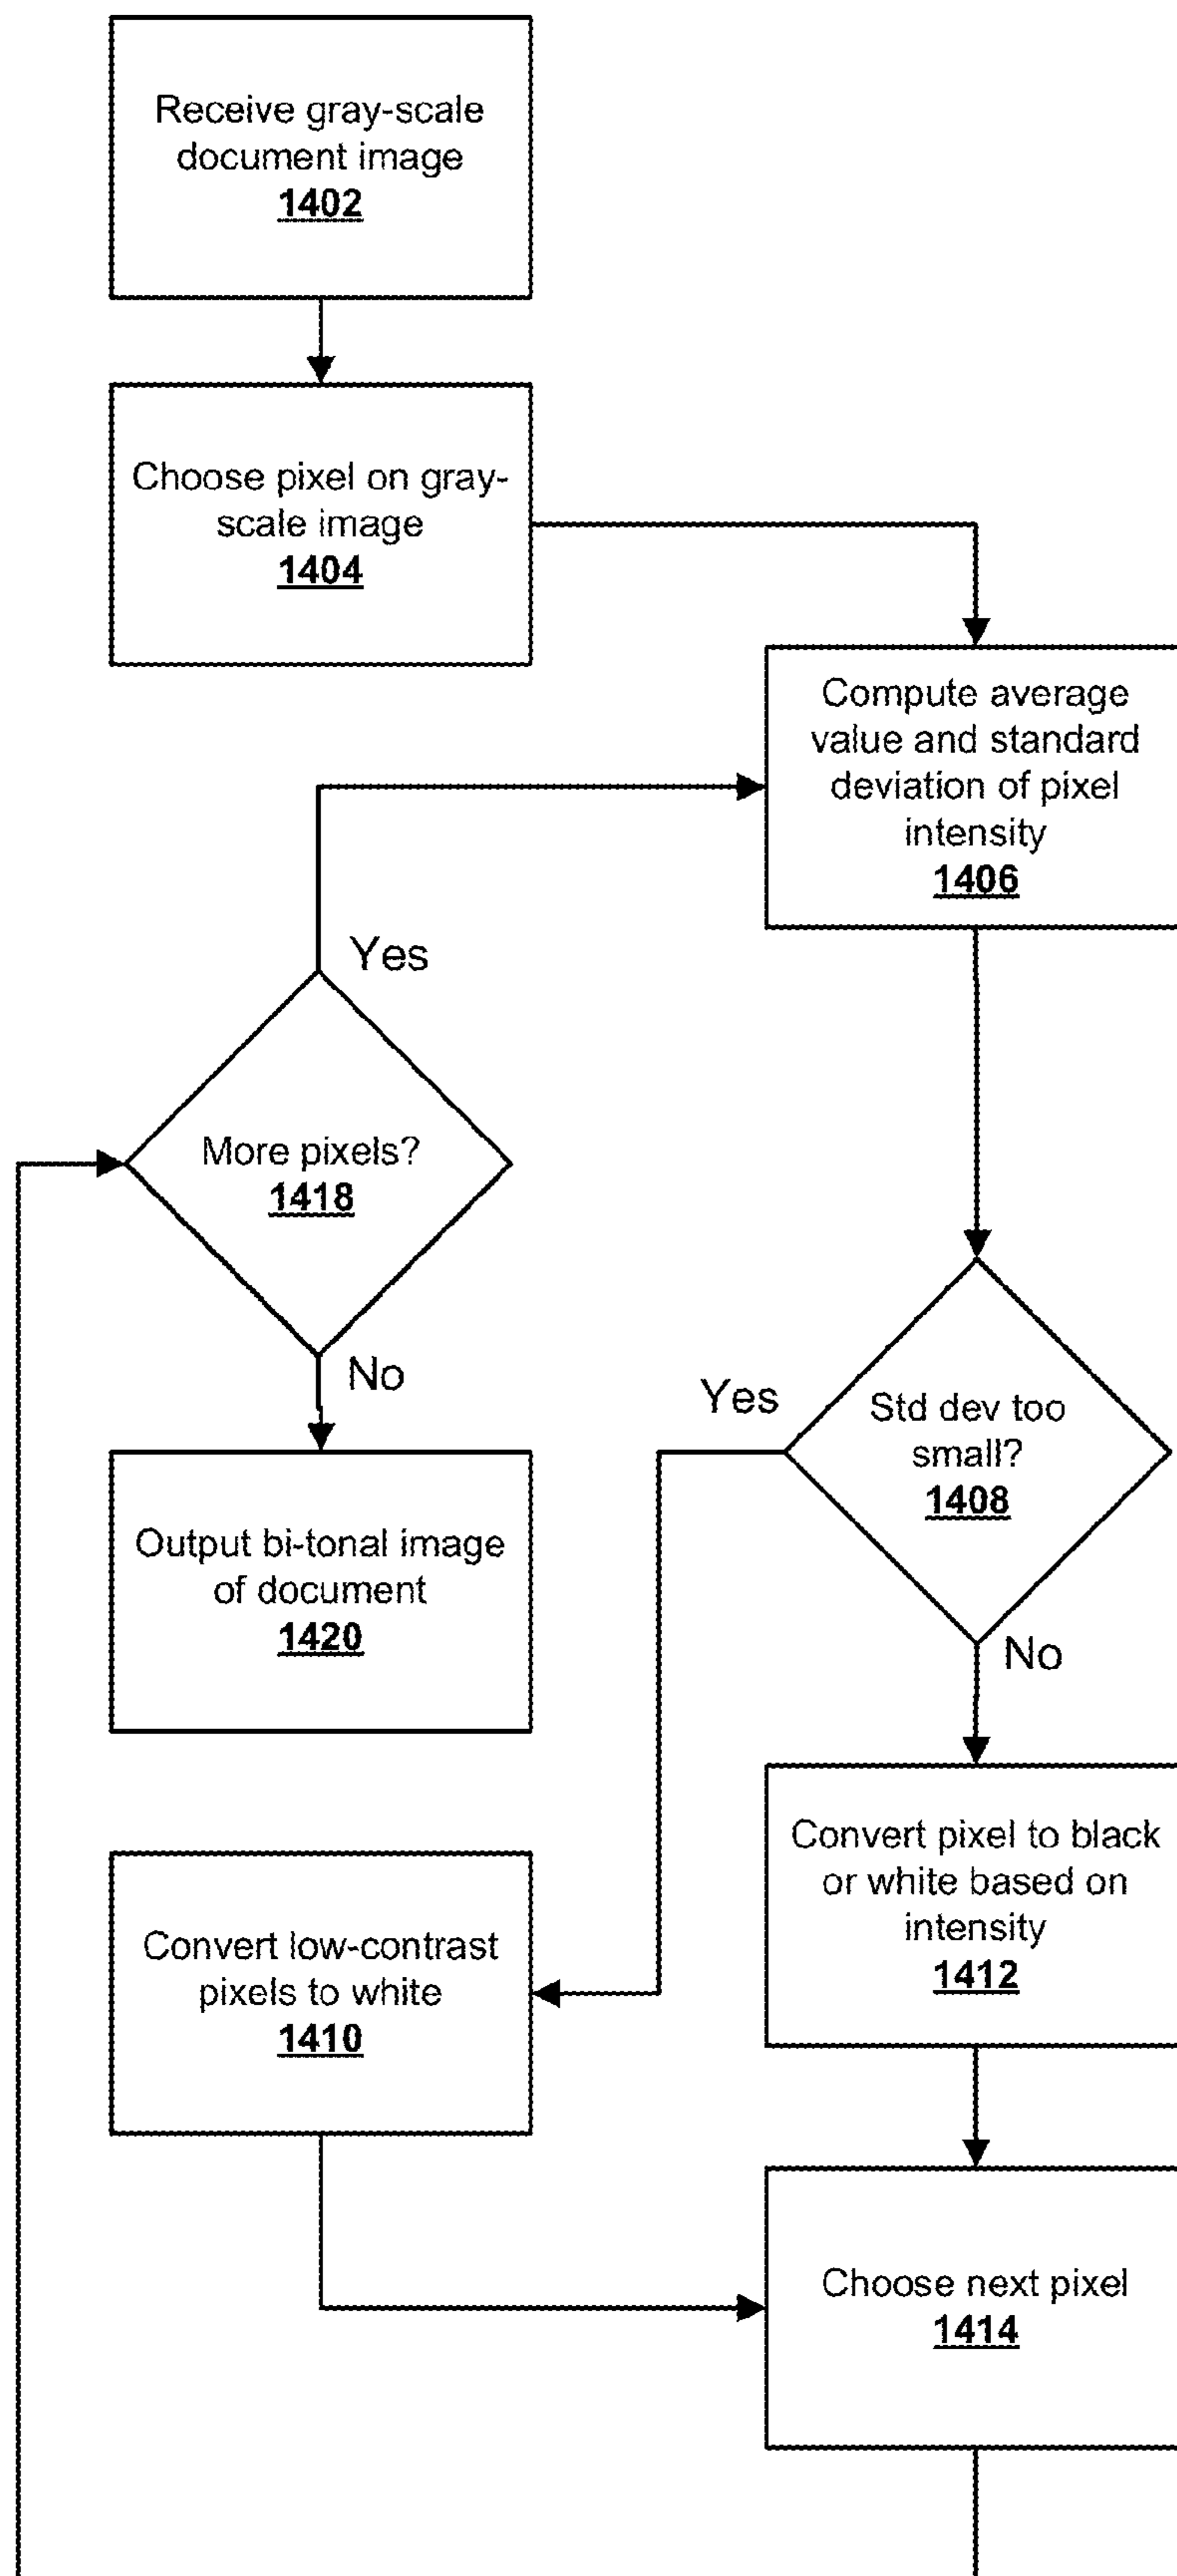 Receive gray-scale
document image
1402
Choose pixel on gray-
scale image
1404
Compute average
value and standard
deviation of pixel
intensity
1406
Yes
More pixels?
1418
No
Std dev too
small?
1408
Yes
No
Output bi-tonal image
of document
1420
Convert pixel to black
or white based on
intensity
1412
Convert low-contrast
pixels to white
1410
Choose next pixel
1414